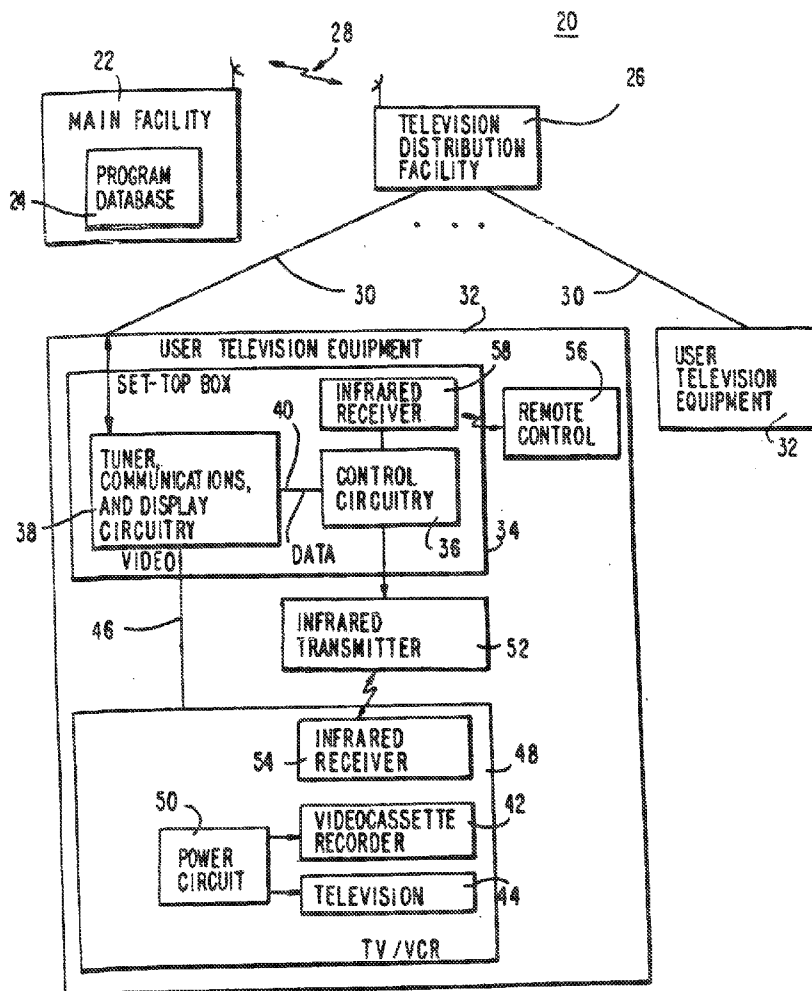 20
28
22
26
MAIN FACILITY
PROGRAM
DATABASE
24
TELEVISION
DISTRIBUTION
FACILITY
. . .
30
30
32
USER TELEVISION EQUIPMENT
58
56
SET-TOP BOX
INFRARED
RECEIVER
REMOTE
CONTROL
USER
TELEVISION
EQUIPMENT
32
40
TUNER,
COMMUNICATIONS,
AND DISPLAY
CIRCUITRY
38
CONTROL
CIRCUITRY
36
34
DATA
VIDEO
46
INFRARED
TRANSMITTER
52
INFRARED
RECEIVER
54
48
50
42
VIDEOCASSETTE
RECORDER
POWER
CIRCUIT
TELEVISION
44
TV/VCR